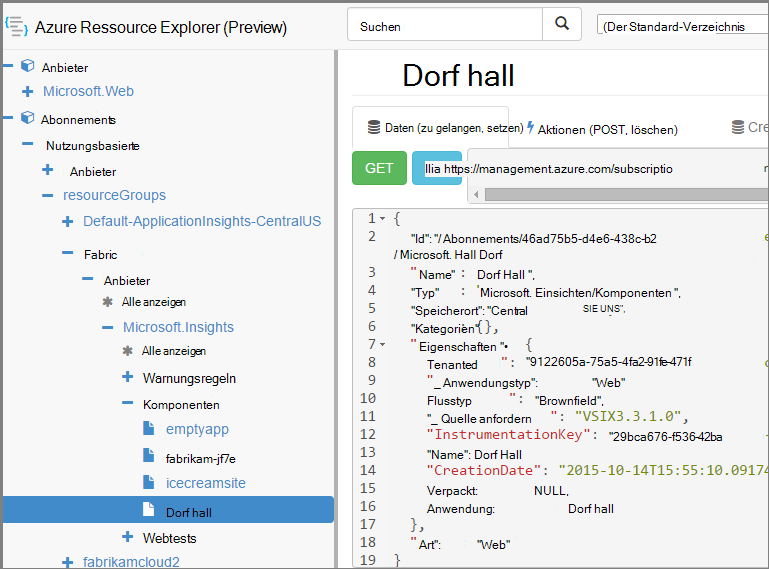 Azure Ressource Explorer (Preview)
Suchen
(Der Standard-Verzeichnis
Anbieter
Microsoft.Web
Abonnements
Nutzungsbasierte
Anbieter
resourceGroups
Default-ApplicationInsights-CentralUS
Fabric
Anbieter
Alle anzeigen
Microsoft.Insights
Alle anzeigen
Warnungsregeln
Komponenten
emptyapp
fabrikam-jf7e
icecreamsite
Dorf hall
Webtests
fabrikamcloud2
Dorf hall
Daten (zu gelangen, setzen)
Aktionen (POST, löschen)
Cre
GET
llia https://management.azure.com/subscriptio
1 {
2 "Id": "/ Abonnements/46ad75b5-d4e6-438c-b2
/ Microsoft. Hall Dorf
3 "Name" : Dorf Hall ",
4 "Typ" : 'Microsoft. Einsichten/Komponenten ",
5 "Speicherort": "Central SIE UNS",
6 "Kategorien":{},
7 "Eigenschaften "• {
8 Tenanted ": "9122605a-75a5-4fa2-91fe-471f
9 "_ Anwendungstyp": "Web"
10 Flusstyp ": "Brownfield",
11 "_ Quelle anfordern ": "VSIX3.3.1.0",
12 "InstrumentationKey": "29bca676-f536-42ba
13 "Name": Dorf Hall
14 "CreationDate": "2015-10-14T15:55:10.09174
15 Verpackt: NULL,
16 Anwendung: Dorf hall
17 },
18 "Art": "Web"
19 }